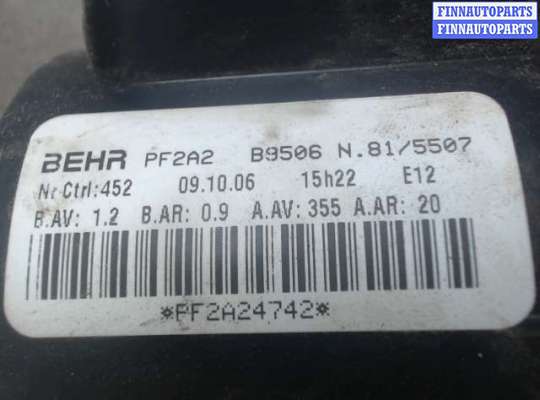 FINNAUTOPARTS
FINNAUTOPARTS
BEHR PF2A2 B9506 N.81/5507
Nr Ctrl:452 09.10.06 15h22 E12
B.AV: 1.2 B.AR: 0.9 A.AV: 355 A.AR: 20
*PF2A24742*